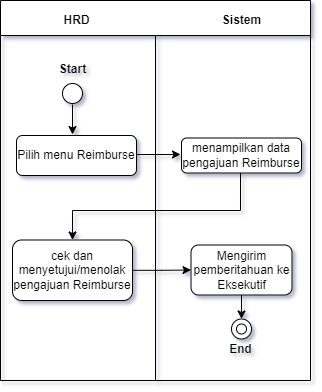 HRD
Sistem
Start
Pilih menu Reimburse
menampilkan data
pengajuan Reimburse
cek dan
menyetujui/menolak
pengajuan Reimburse
Mengirim
pemberitahuan ke
Eksekutif
End